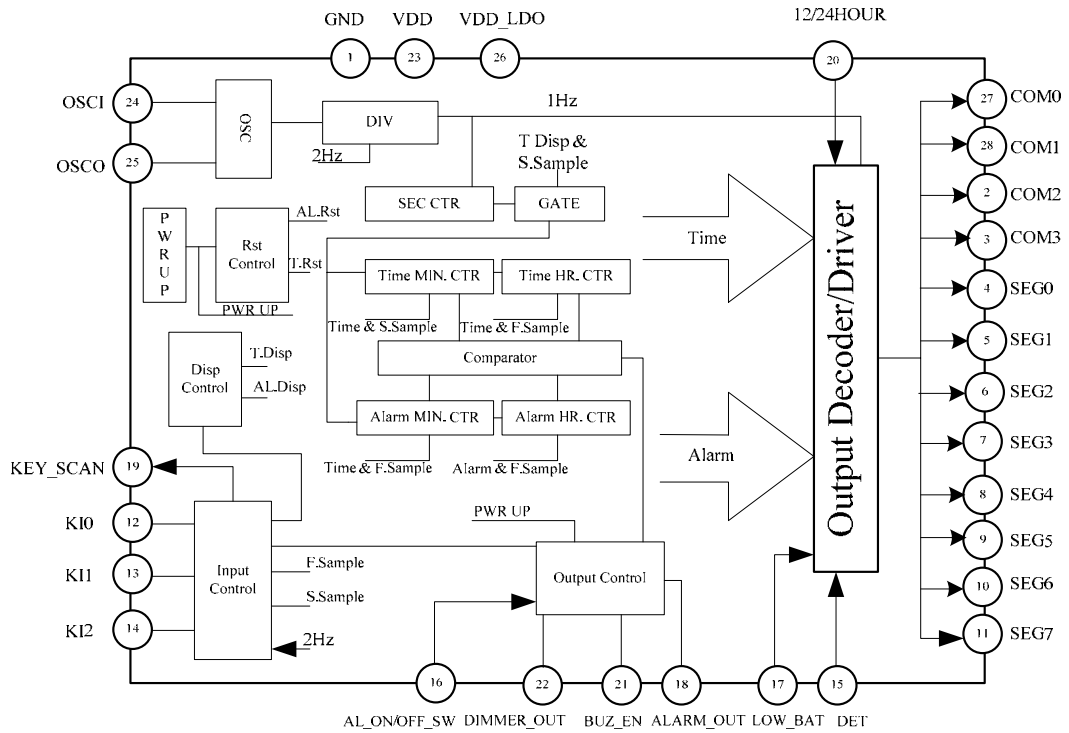 GND
VDD
VDD_LDO
12/24HOUR
1
23
26
20
OSCI
24
OSC
DIV
1Hz
27
COM0
2Hz
T Disp &
S.Sample
28
COM1
OSCO
25
SEC CTR
GATE
2
COM2
PWRUP
Rst
Control
AL.Rst
T.Rst
PWR UP
Time
3
COM3
Time MIN. CTR
Time HR. CTR
4
SEG0
Time & S.Sample
Time & F.Sample
5
SEG1
Comparator
Output Decoder/Driver
Disp
Control
T.Disp
AL.Disp
6
SEG2
Alarm MIN. CTR
Alarm HR. CTR
7
SEG3
Time & F.Sample
Alarm & F.Sample
Alarm
KEY_SCAN
19
8
SEG4
KI0
12
PWR UP
9
SEG5
KI1
13
Input
Control
F.Sample
S.Sample
2Hz
Output Control
10
SEG6
KI2
14
11
SEG7
16
22
21
18
17
15
AL_ON/OFF_SW
DIMMER_OUT
BUZ_EN
ALARM_OUT
LOW_BAT
DET